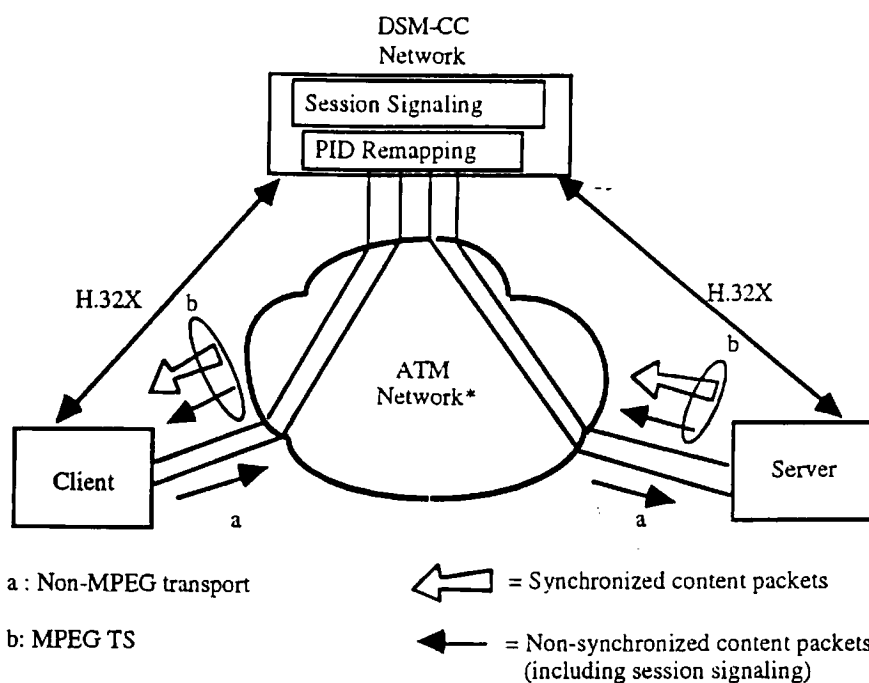 DSM-CC
Network
Session Signaling
PID Remapping
H.32X
H.32X
b
b
ATM
Network*
Client
Server
a
a
a : Non-MPEG transport
= Synchronized content packets
b: MPEG TS
= Non-synchronized content packets
(including session signaling)